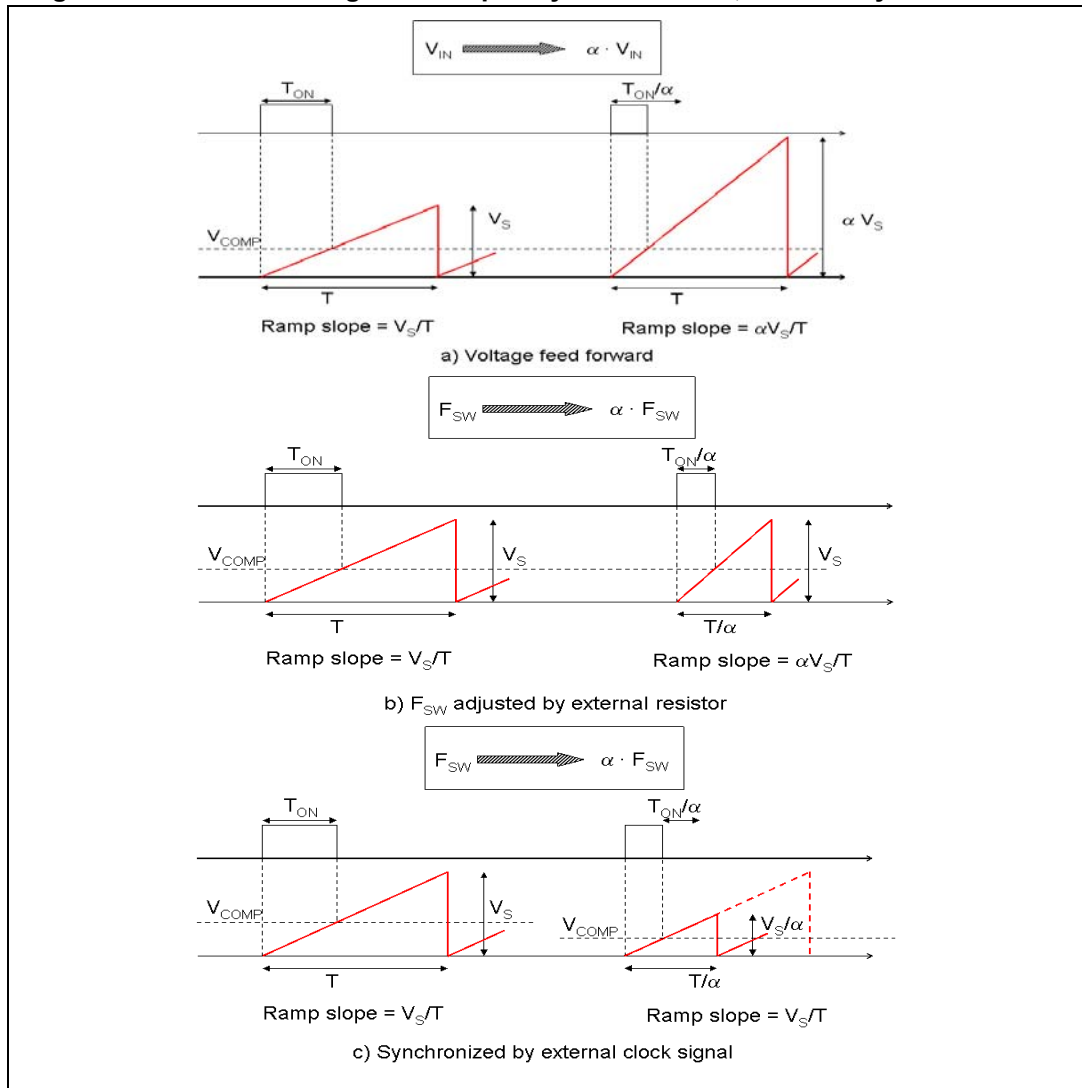 V_IN α · V_IN
T_ON T_ON/α
V_S α V_S
V_COMP
T T
Ramp slope = V_S/T Ramp slope = αV_S/T
a) Voltage feed forward
F_SW α · F_SW
T_ON T_ON/α
V_COMP V_S V_S
T T/α
Ramp slope = V_S/T Ramp slope = αV_S/T
b) F_SW adjusted by external resistor
F_SW α · F_SW
T_ON T_ON/α
V_COMP V_S V_COMP V_S/α
T T/α
Ramp slope = V_S/T Ramp slope = V_S/T
c) Synchronized by external clock signal